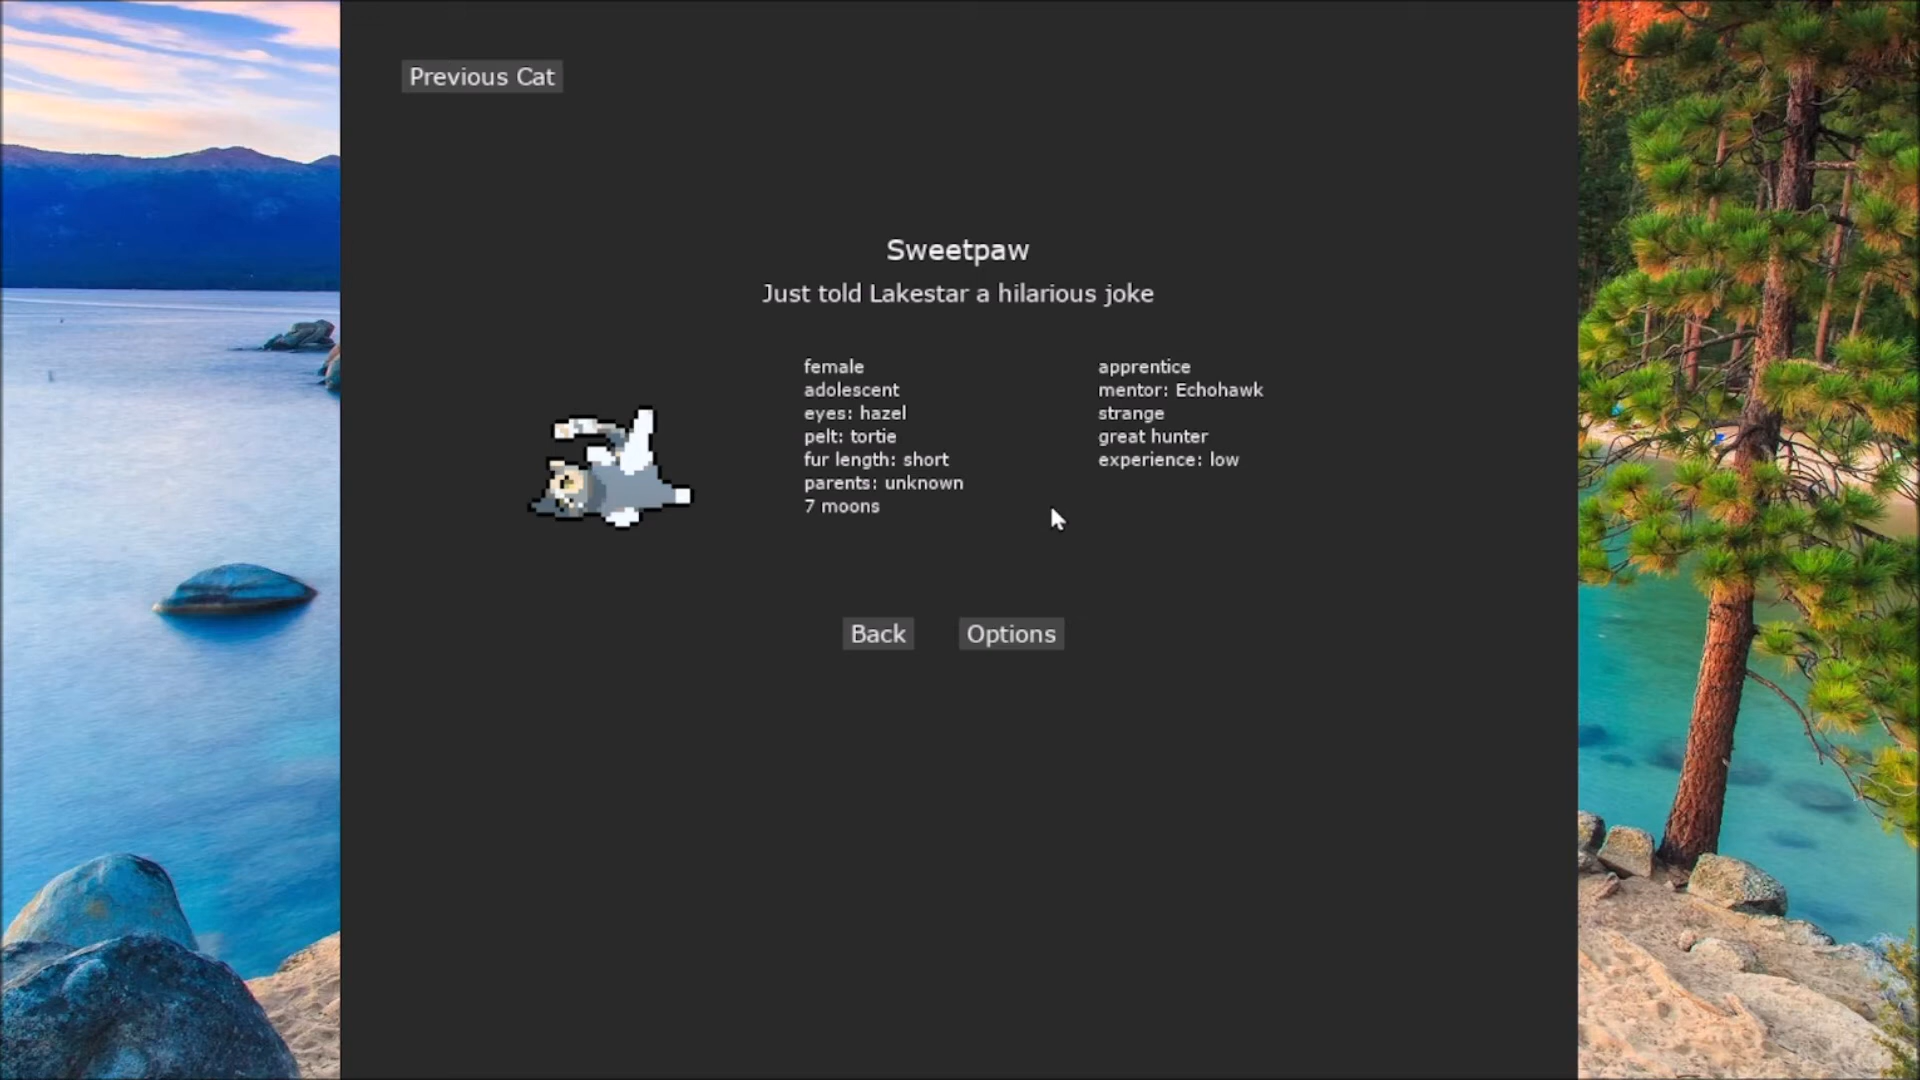 Previous Cat
Sweetpaw
Just told Lakestar a hilarious joke
female
adolescent
eyes: hazel
pelt: tortie
fur length: short
parents: unknown
7 moons
apprentice
mentor: Echohawk
strange
great hunter
experience: low
Back
Options